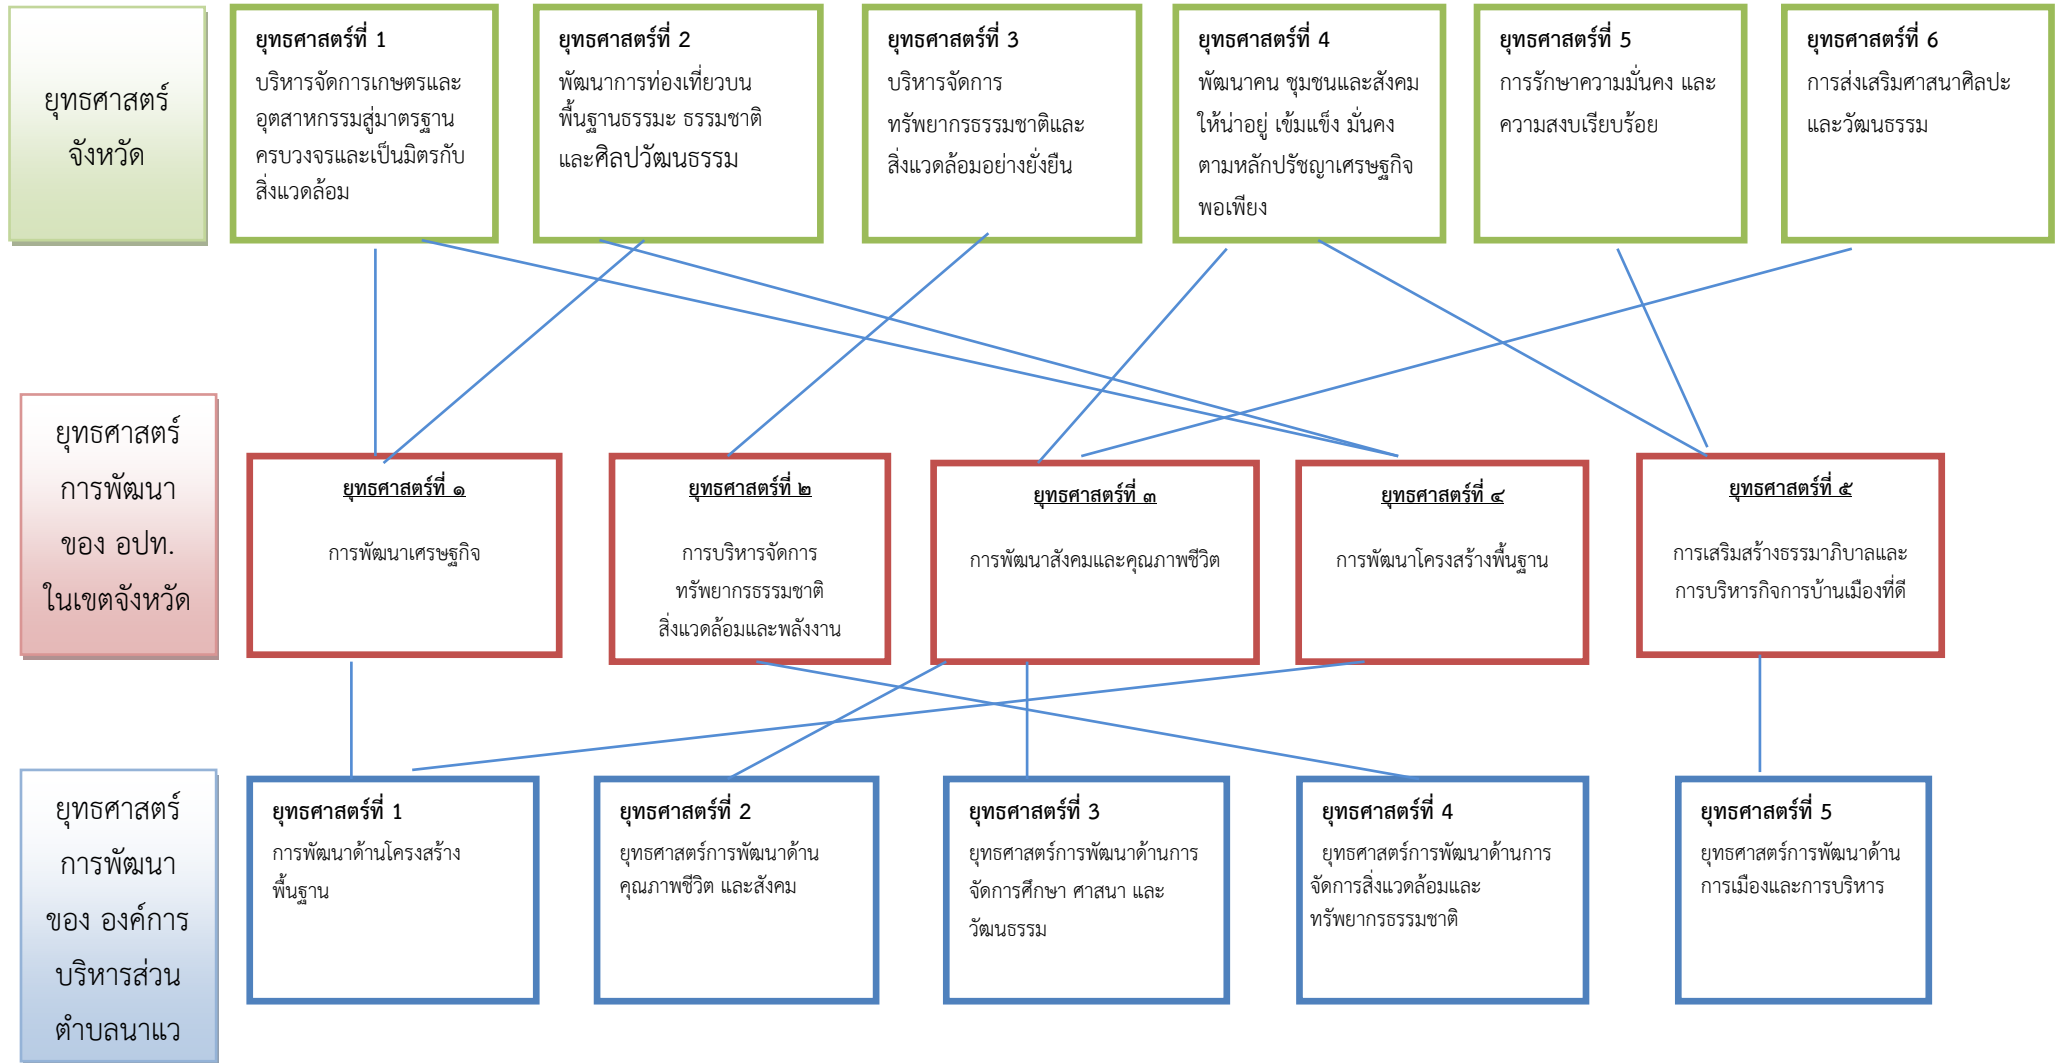 ยุทธศาสตร์
จังหวัด
ยุทธศาสตร์ที่ 1
บริหารจัดการเกษตรและ
อุตสาหกรรมสู่มาตรฐาน
ครบวงจรและเป็นมิตรกับ
สิ่งแวดล้อม
ยุทธศาสตร์ที่ 2
พัฒนาการท่องเที่ยวบน
พื้นฐานธรรมะ ธรรมชาติ
และศิลปวัฒนธรรม
ยุทธศาสตร์ที่ 3
บริหารจัดการ
ทรัพยากรธรรมชาติและ
สิ่งแวดล้อมอย่างยั่งยืน
ยุทธศาสตร์ที่ 4
พัฒนาคน ชุมชนและสังคม
ให้น่าอยู่ เข้มแข็ง มั่นคง
ตามหลักปรัชญาเศรษฐกิจ
พอเพียง
ยุทธศาสตร์ที่ 5
การรักษาความมั่นคง และ
ความสงบเรียบร้อย
ยุทธศาสตร์ที่ 6
การส่งเสริมศาสนาศิลปะ
และวัฒนธรรม
ยุทธศาสตร์
การพัฒนา
ของ อปท.
ในเขตจังหวัด
ยุทธศาสตร์ที่ ๑
การพัฒนาเศรษฐกิจ
ยุทธศาสตร์ที่ ๒
การบริหารจัดการ
ทรัพยากรธรรมชาติ
สิ่งแวดล้อมและพลังงาน
ยุทธศาสตร์ที่ ๓
การพัฒนาสังคมและคุณภาพชีวิต
ยุทธศาสตร์ที่ ๔
การพัฒนาโครงสร้างพื้นฐาน
ยุทธศาสตร์ที่ ๕
การเสริมสร้างธรรมาภิบาลและ
การบริหารกิจการบ้านเมืองที่ดี
ยุทธศาสตร์
การพัฒนา
ของ องค์การ
บริหารส่วน
ตำบลนาแว
ยุทธศาสตร์ที่ 1
การพัฒนาด้านโครงสร้าง
พื้นฐาน
ยุทธศาสตร์ที่ 2
ยุทธศาสตร์การพัฒนาด้าน
คุณภาพชีวิต และสังคม
ยุทธศาสตร์ที่ 3
ยุทธศาสตร์การพัฒนาด้านการ
จัดการศึกษา ศาสนา และ
วัฒนธรรม
ยุทธศาสตร์ที่ 4
ยุทธศาสตร์การพัฒนาด้านการ
จัดการสิ่งแวดล้อมและ
ทรัพยากรธรรมชาติ
ยุทธศาสตร์ที่ 5
ยุทธศาสตร์การพัฒนาด้าน
การเมืองและการบริหาร